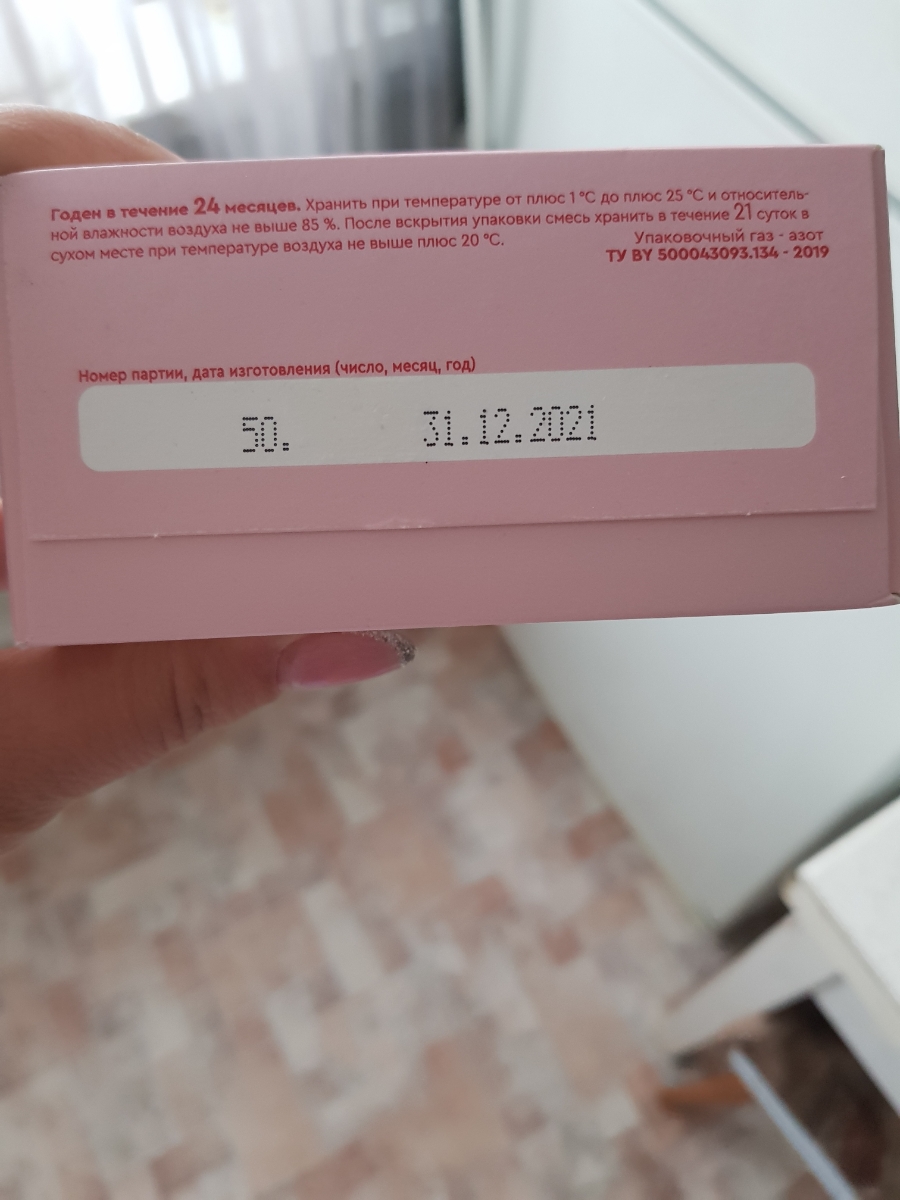 Годен в течение 24 месяцев. Хранить при температуре от плюс 1 °С до плюс 25 °С и относитель-
ной влажности воздуха не выше 85 %. После вскрытия упаковки смесь хранить в течение 21 суток в
сухом месте при температуре воздуха не выше плюс 20 °С.
Упаковочный газ - азот
ТУ BY 500043093.134 - 2019
Номер партии, дата изготовления (число, месяц, год)
50. 31.12.2021